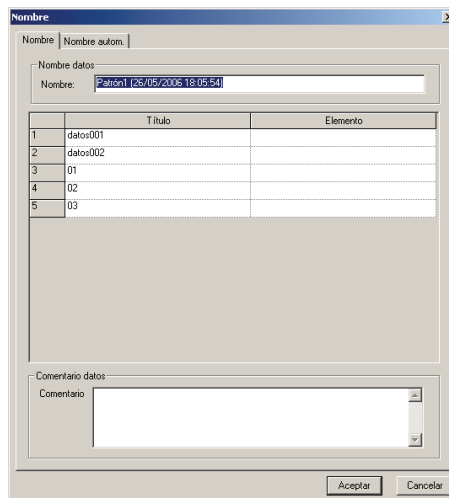 Nombre
Nombre Nombre autom.
Nombre datos
Nombre: Patrón1 (26/05/2006 18:05:54)
Título Elemento
1 datos001
2 datos002
3 01
4 02
5 03
Comentario datos
Comentario
Aceptar Cancelar